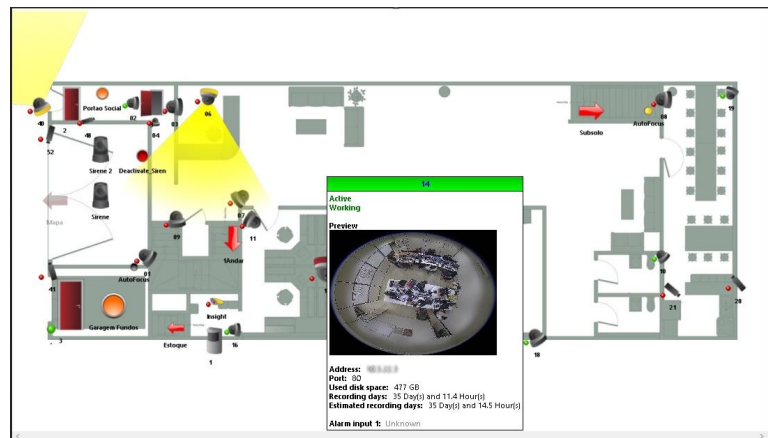 40
2
Portao Social
02
03
04
06
48
52
Sirene 2
Deactivate_Siren
Sirene
Mapa
07
09
11
1Andar
01
AutoFocus
41
Garagem Fundos
3
Insight
Estoque
1
16
Subsolo
AutoFocus
08
19
10
20
21
18
14
Active
Working
Preview
Address:
Port: 80
Used disk space: 477 GB
Recording days: 35 Day(s) and 11.4 Hour(s)
Estimated recording days: 35 Day(s) and 14.5 Hour(s)
Alarm input 1: Unknown